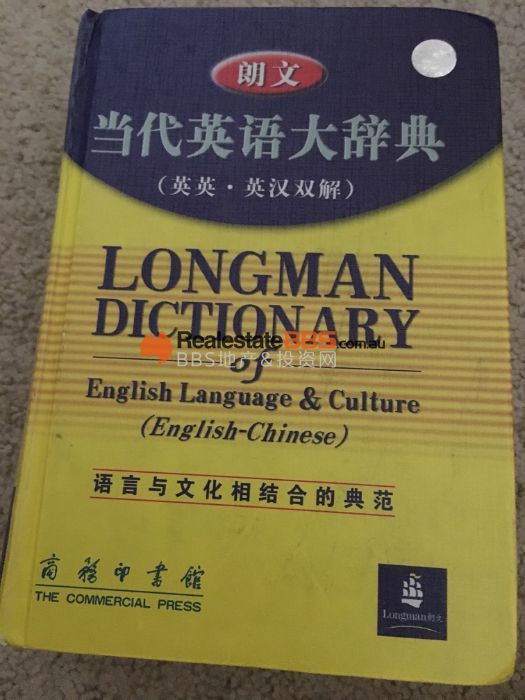 朗文
当代英语大辞典
(英英·英汉双解)
LONGMAN
DICTIONARY
RealestateBBS.com.au
BBS地产&投资网
of
English Language & Culture
(English-Chinese)
语言与文化相结合的典范
商務印書館
THE COMMERCIAL PRESS
Longman朗文